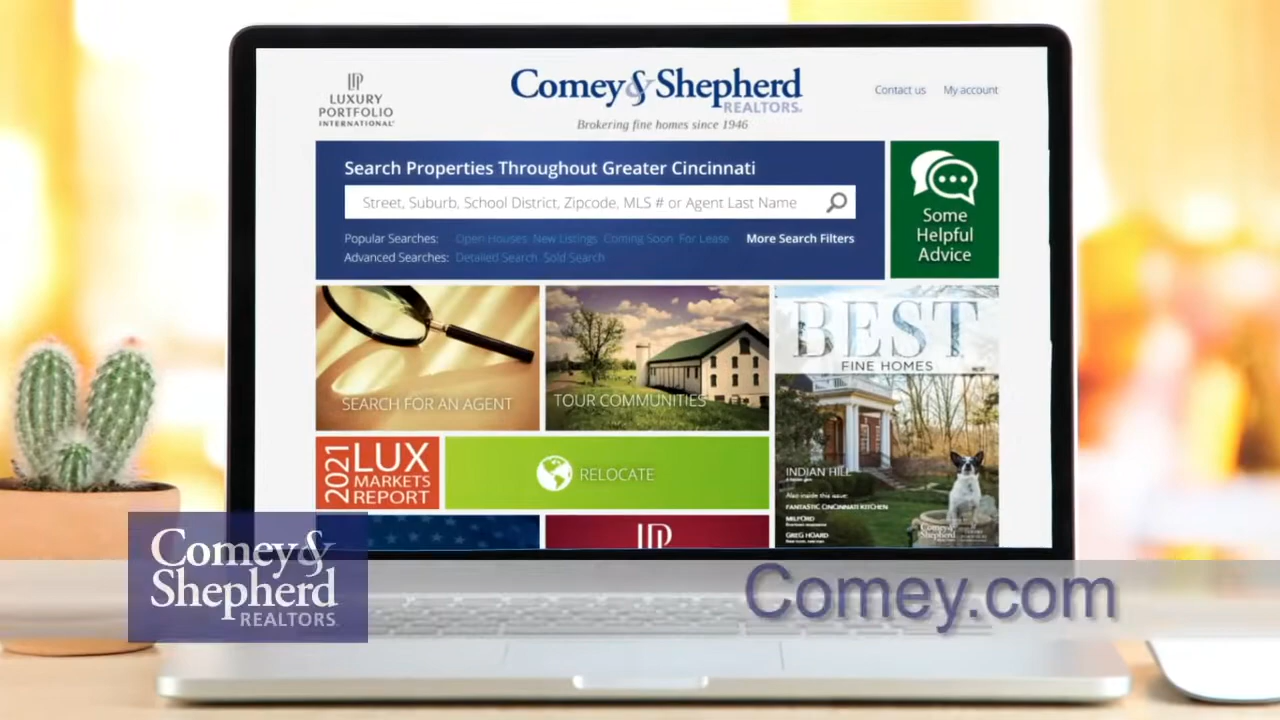 LUXURY
PORTFOLIO
INTERNATIONAL
Comey & Shepherd
REALTORS
Brokering fine homes since 1946
Contact us
My account
Search Properties Throughout Greater Cincinnati
Street, Suburb, School District, Zipcode, MLS # or Agent Last Name
Popular Searches: Open Houses New Listings Coming Soon For Lease More Search Filters
Advanced Searches: Detailed Search Sold Search
Some
Helpful
Advice
SEARCH FOR AN AGENT
TOUR COMMUNITIES
BEST
FINE HOMES
2021
LUX
MARKETS
REPORT
RELOCATE
INDIAN HILL
Also inside this issue:
FANTASTIC CINCINNATI KITCHEN
MILFORD
GREG HOARD
Comey &
Shepherd
REALTORS
Comey.com